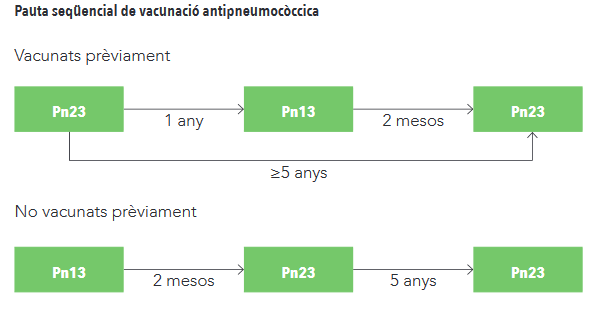 Pauta seqüencial de vacunació antipneumocòccica
Vacunats prèviament
Pn23
1 any
Pn13
2 mesos
Pn23
≥5 anys
No vacunats prèviament
Pn13
2 mesos
Pn23
5 anys
Pn23